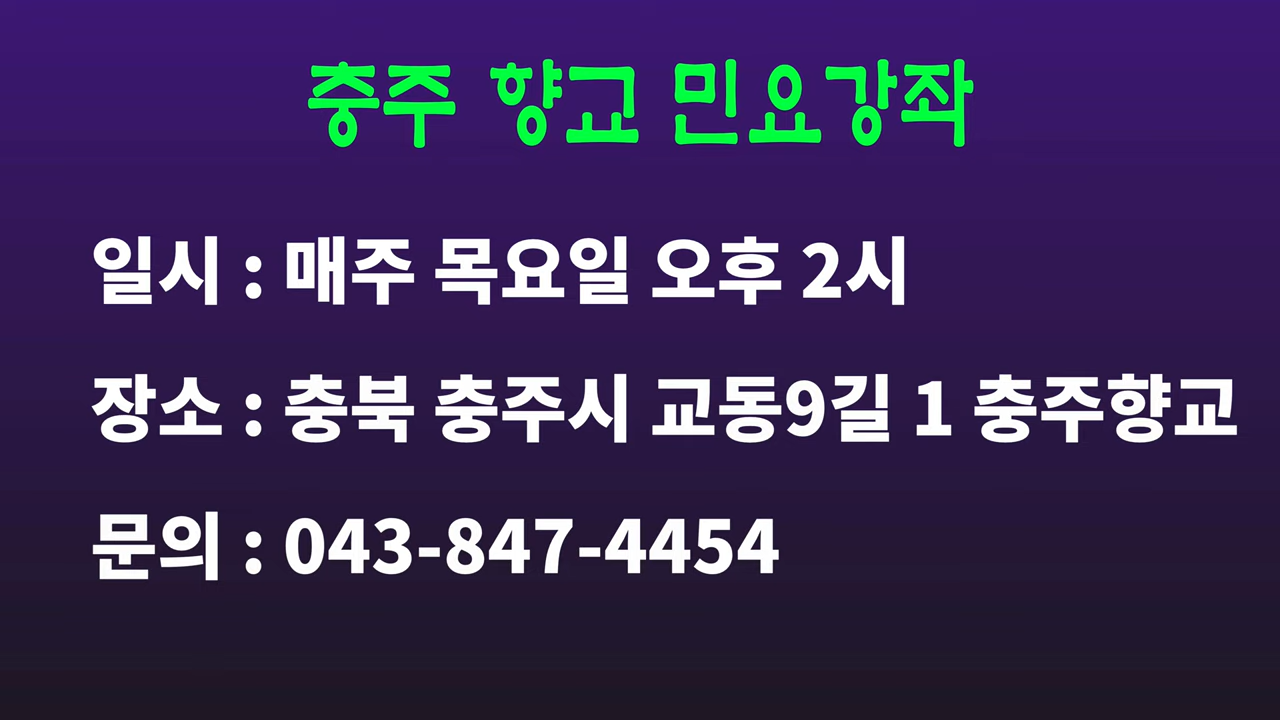 충주 향교 민요강좌
일시 : 매주 목요일 오후 2시
장소 : 충북 충주시 교동9길 1 충주향교
문의 : 043-847-4454